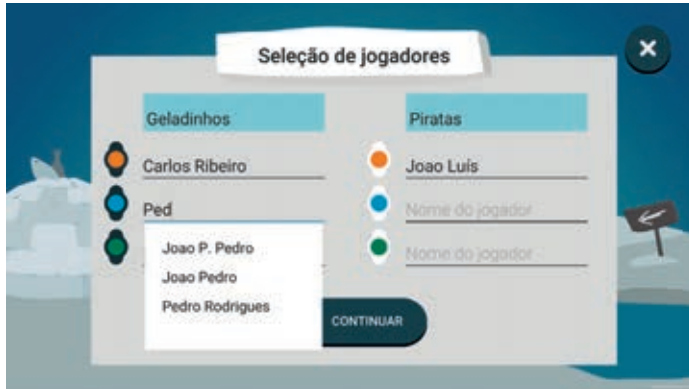 Seleção de jogadores
Geladinhos
Piratas
Carlos Ribeiro
Joao Luís
Ped
Nome do jogador
Joao P. Pedro
Nome do jogador
Joao Pedro
Pedro Rodrigues
CONTINUAR